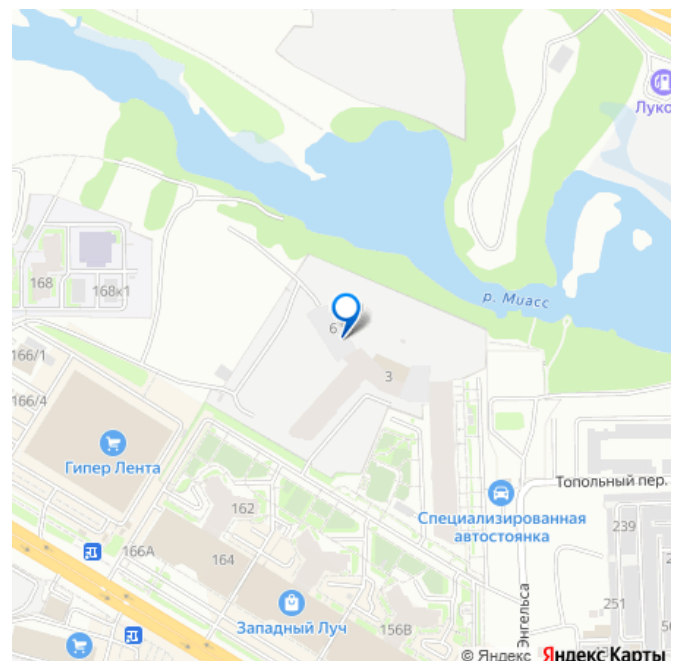 Луко
р. Миасс
168
168к1
6
3
166/1
166/4
Гипер Лента
Топольный пер.
Специализированная
автостоянка
162
239
166А
164
251
Энгельса
Западный Луч
156В
© Яндекс Яндекс Карты